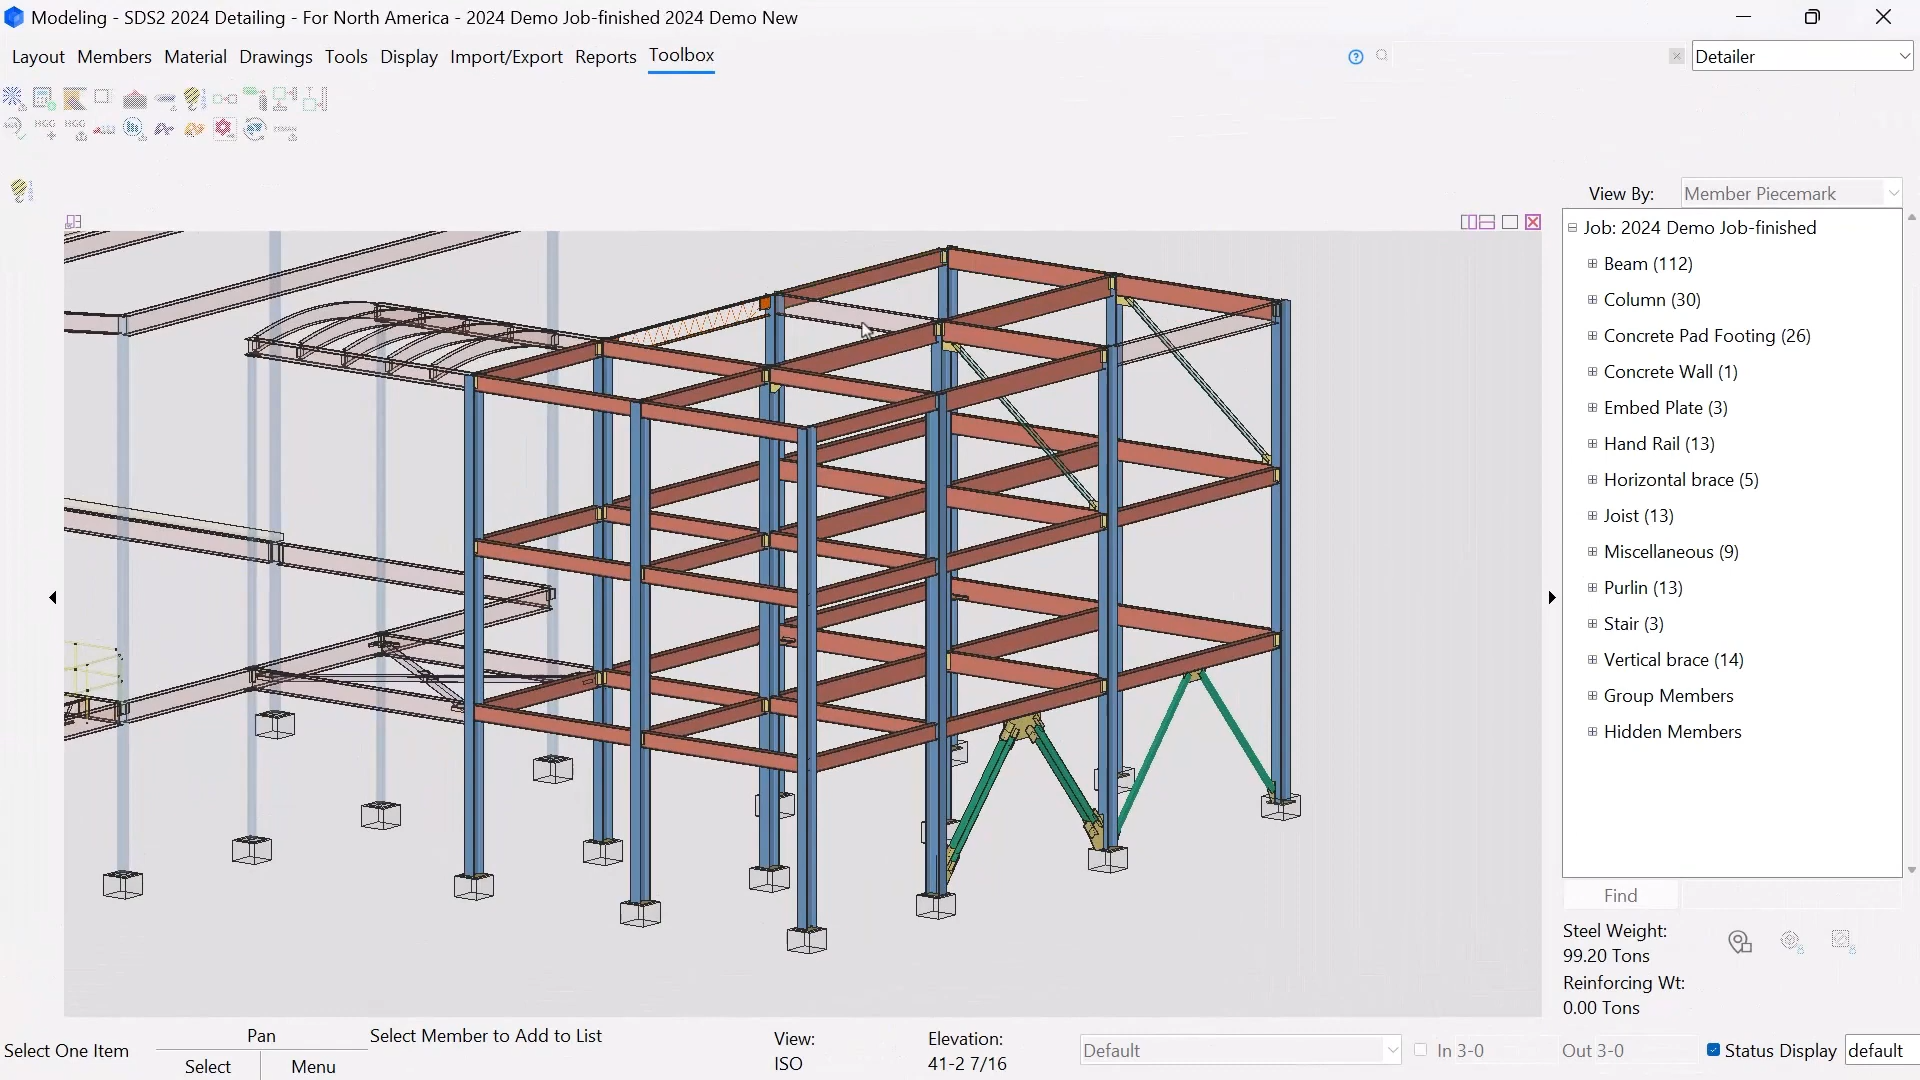 Modeling - SDS2 2024 Detailing - For North America - 2024 Demo Job-finished 2024 Demo New
Layout Members Material Drawings Tools Display Import/Export Reports Toolbox
Detailer
View By: Member Piecemark
Job: 2024 Demo Job-finished
Beam (112)
Column (30)
Concrete Pad Footing (26)
Concrete Wall (1)
Embed Plate (3)
Hand Rail (13)
Horizontal brace (5)
Joist (13)
Miscellaneous (9)
Purlin (13)
Stair (3)
Vertical brace (14)
Group Members
Hidden Members
Find
Steel Weight:
99.20 Tons
Reinforcing Wt:
0.00 Tons
Select One Item
Pan
Select Menu
Select Member to Add to List
View:
ISO
Elevation:
41-2 7/16
Default
In 3-0
Out 3-0
Status Display
default